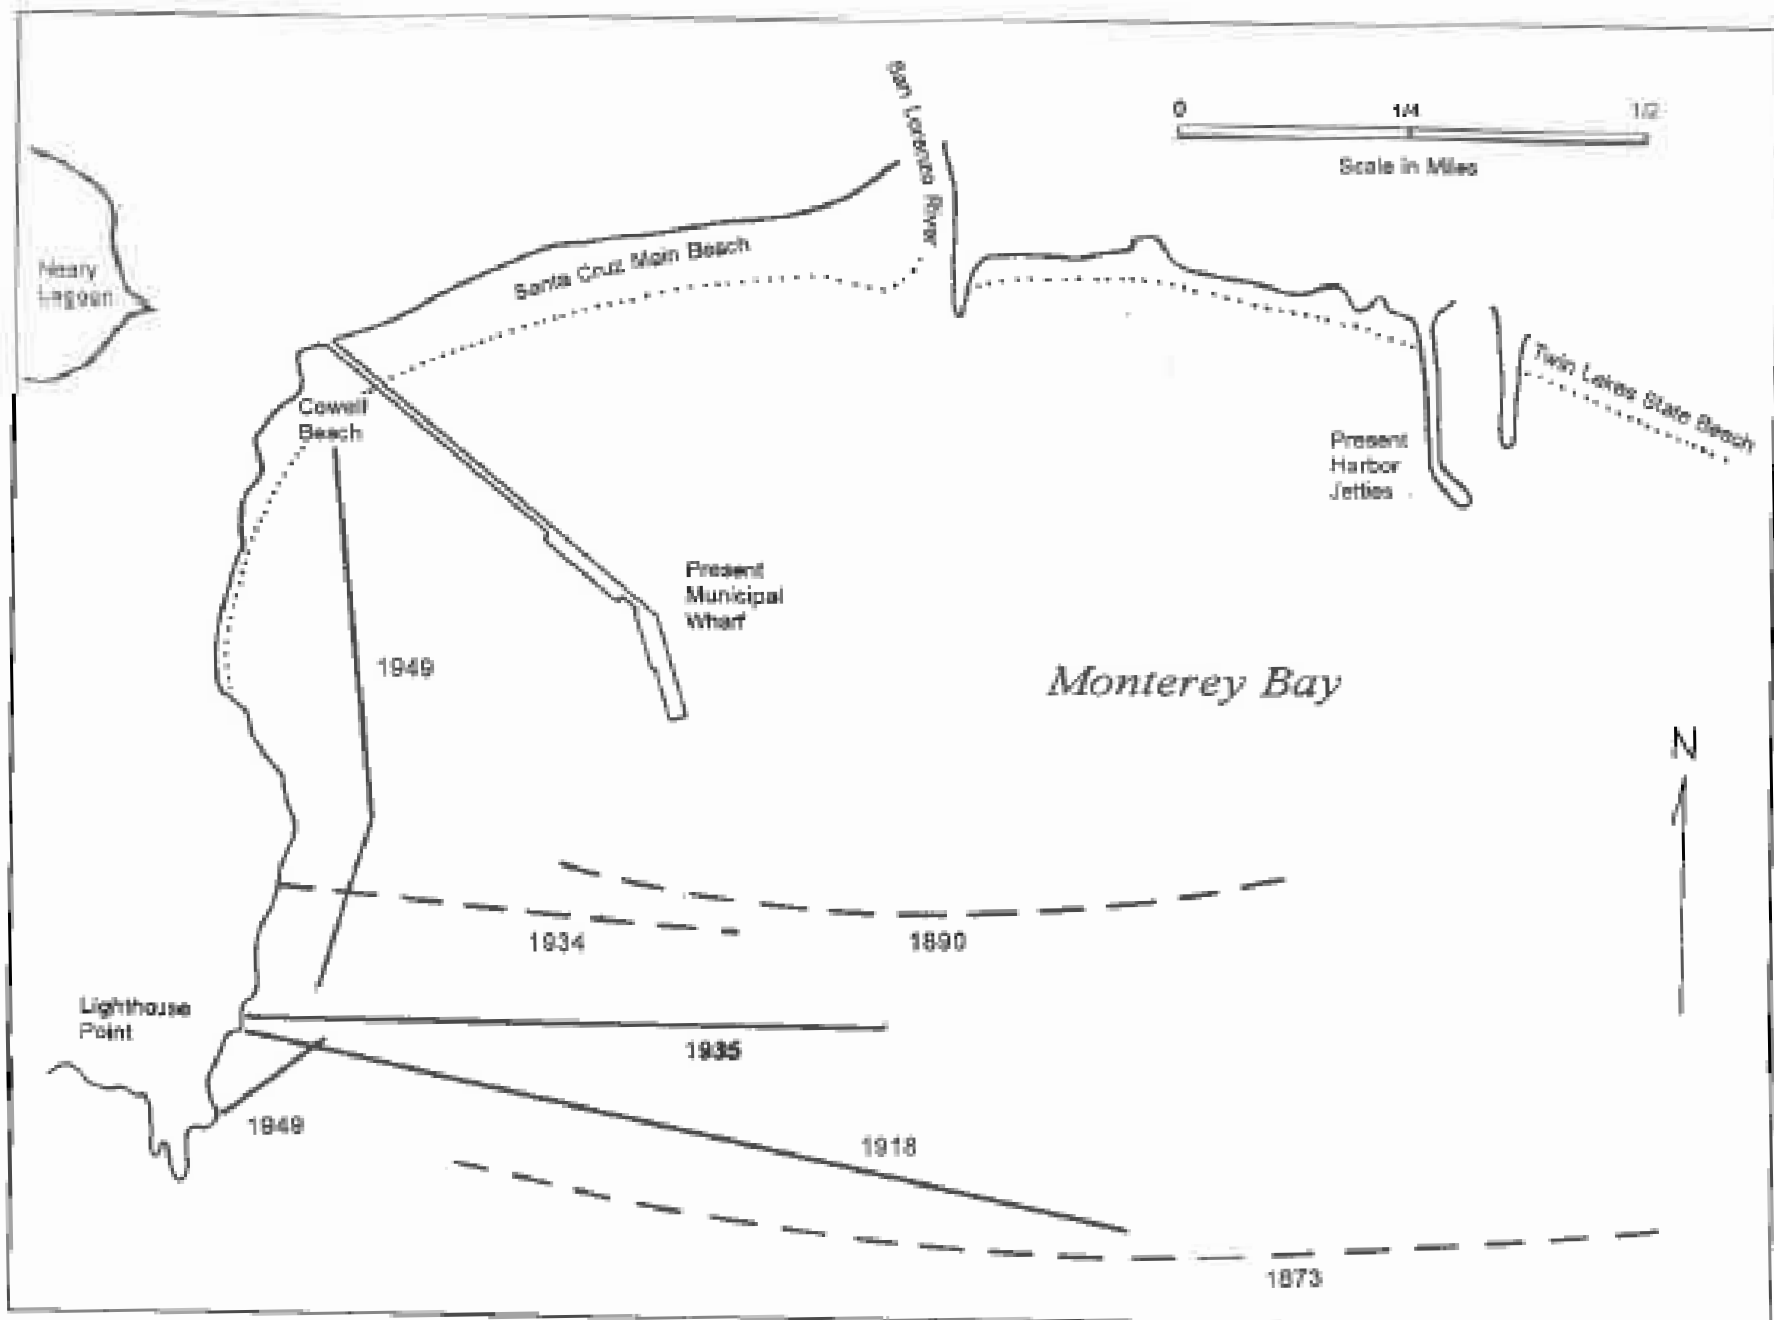 San Lorenzo River
0 1/4 1/2
Scale in Miles
Neary
Lagoon
Santa Cruz Main Beach
Cowell
Beach
Twin Lakes State Beach
Present
Harbor
Jetties
Present
Municipal
Wharf
1949
Monterey Bay
N
1934
1890
Lighthouse
Point
1935
1949
1918
1873